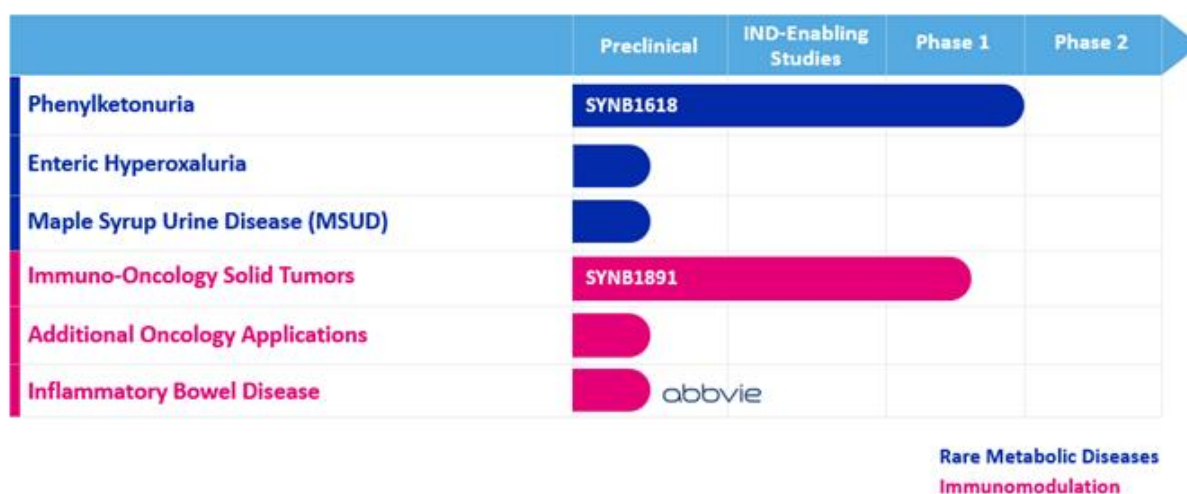 Preclinical
IND-Enabling
Studies
Phase 1
Phase 2
Phenylketonuria
SYNB1618
Enteric Hyperoxaluria
Maple Syrup Urine Disease (MSUD)
Immuno-Oncology Solid Tumors
SYNB1891
Additional Oncology Applications
Inflammatory Bowel Disease
abbvie
Rare Metabolic Diseases
Immunomodulation